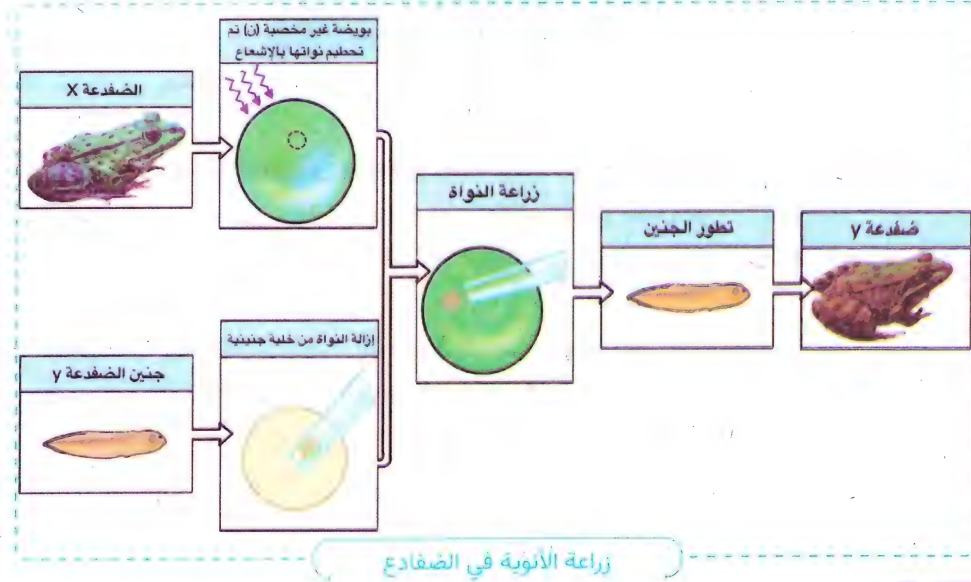 بويضة غير مخصبة (ن) تم
تحطيم نواتها بالإشعاع
الضفدعة X
زراعة النواة
تطور الجنين
ضفدعة y
إزالة النواة من خلية جنينية
جنين الضفدعة y
زراعة الأنوية في الضفادع